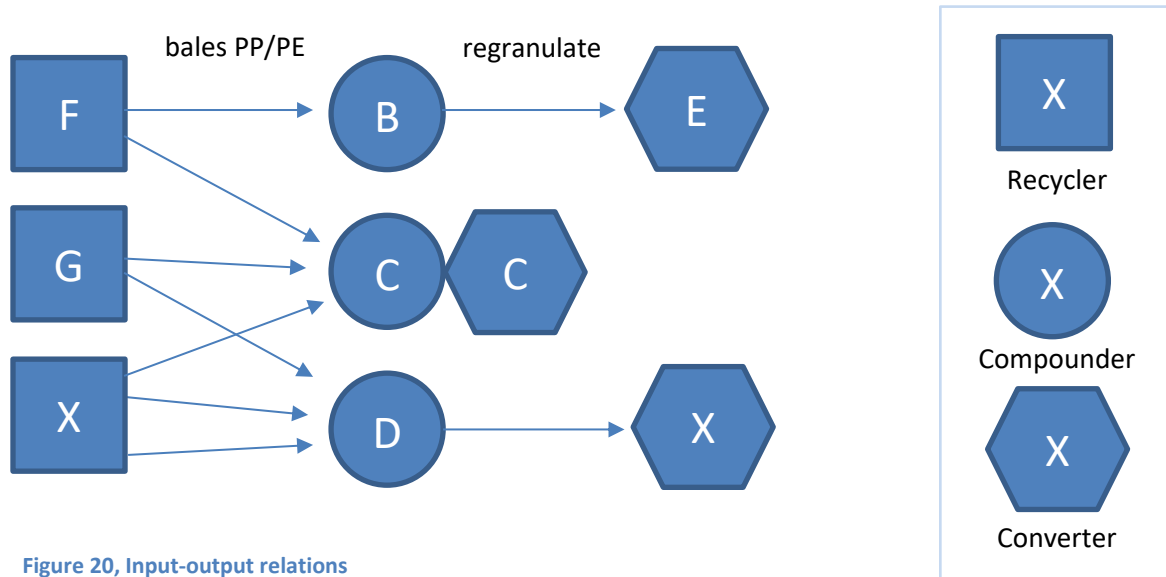 bales PP/PE
regranulate
F
B
E
G
C
C
X
D
X
Figure 20, Input-output relations
X
Recycler
X
Compounder
X
Converter